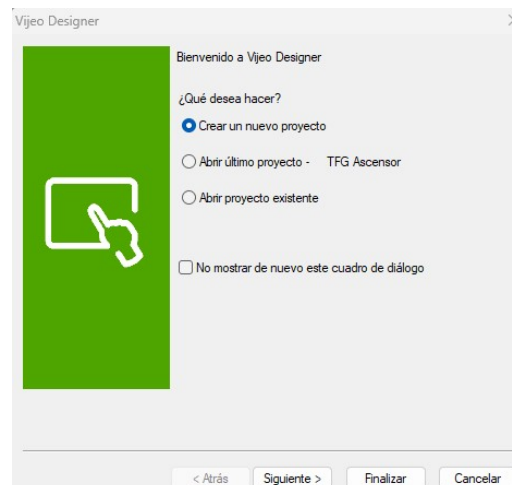 Vijeo Designer
Bienvenido a Vijeo Designer
¿Qué desea hacer?
Crear un nuevo proyecto
Abrir último proyecto - TFG Ascensor
Abrir proyecto existente
No mostrar de nuevo este cuadro de diálogo
< Atrás Siguiente > Finalizar Cancelar